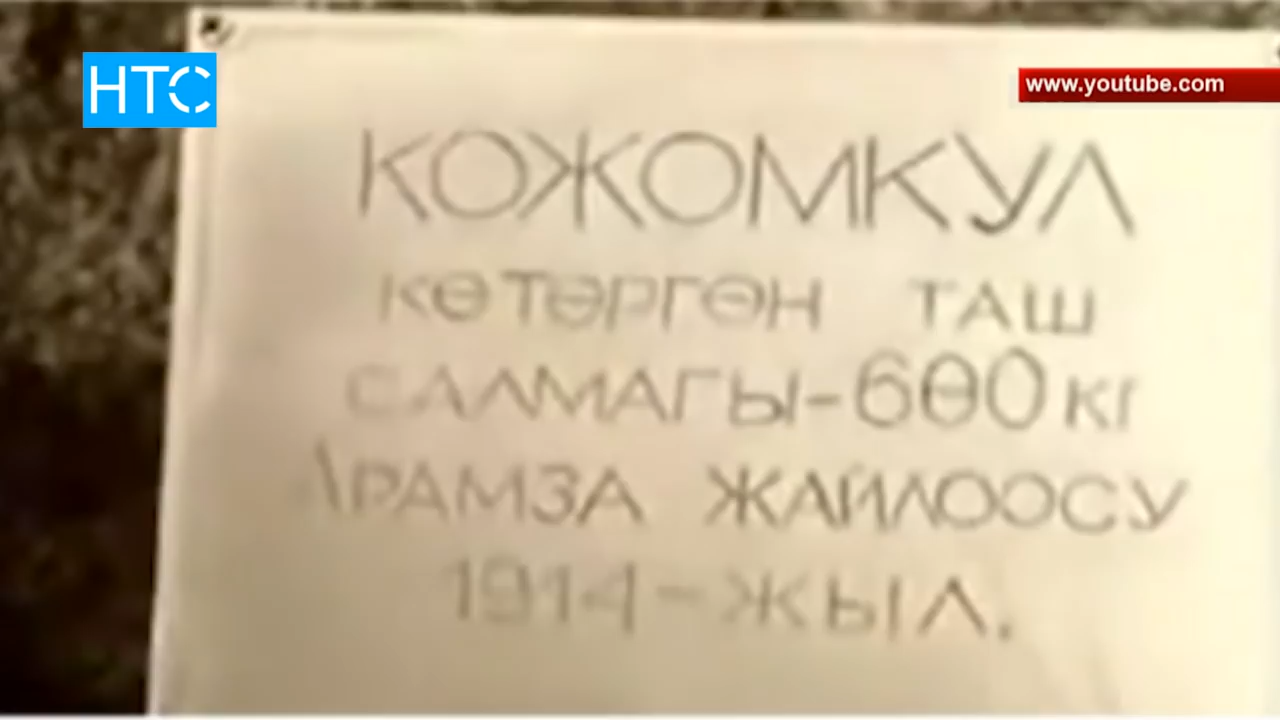 НТС
www.youtube.com
КОЖОМКУЛ
КӨТӨРГӨН ТАШ
САЛМАГЫ-600 КГ
АРАМЗА ЖАЙЛООСУ
1914-ЖЫЛ.